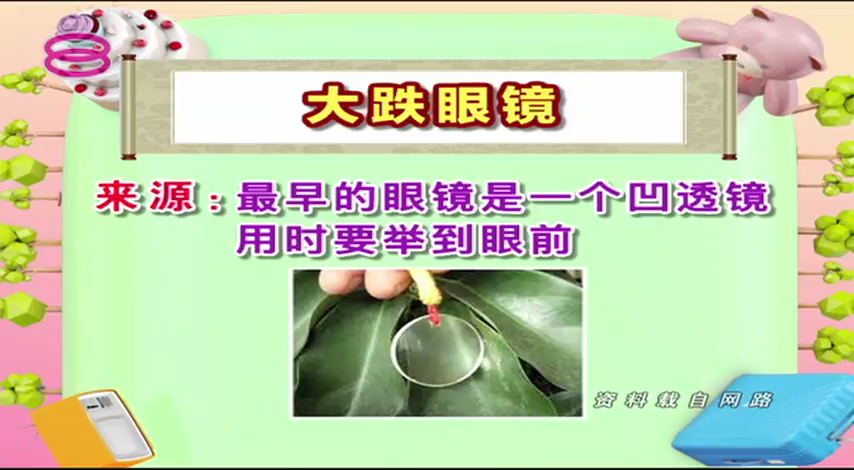 大跌眼镜
来源：最早的眼镜是一个凹透镜
用时要举到眼前
资料载自网路